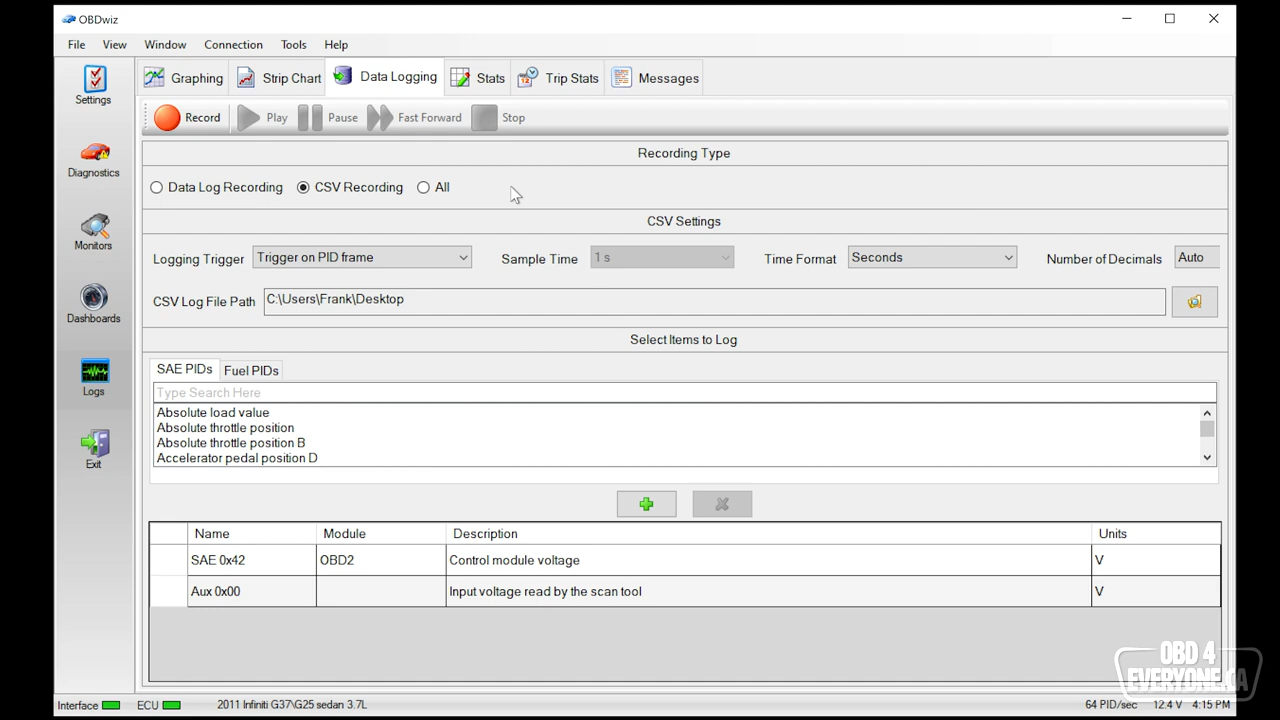 OBDwiz
File View Window Connection Tools Help
Settings
Diagnostics
Monitors
Dashboards
Logs
Exit
Graphing Strip Chart Data Logging Stats Trip Stats Messages
Record Play Pause Fast Forward Stop
Recording Type
Data Log Recording CSV Recording All
CSV Settings
Logging Trigger Trigger on PID frame Sample Time 1 s Time Format Seconds Number of Decimals Auto
CSV Log File Path C:\Users\Frank\Desktop
Select Items to Log
SAE PIDs Fuel PIDs
Type Search Here
Absolute load value
Absolute throttle position
Absolute throttle position B
Accelerator pedal position D
Name Module Description Units
SAE 0x42 OBD2 Control module voltage V
Aux 0x00 Input voltage read by the scan tool V
OBD 4
EVERYONE.CA
Interface ECU 2011 Infiniti G37\G25 sedan 3.7L 64 PID/sec 12.4 V 4:15 PM